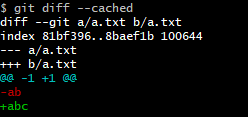 $ git diff --cached
diff --git a/a.txt b/a.txt
index 81bf396..8baef1b 100644
--- a/a.txt
+++ b/a.txt
@@ -1 +1 @@
-ab
+abc